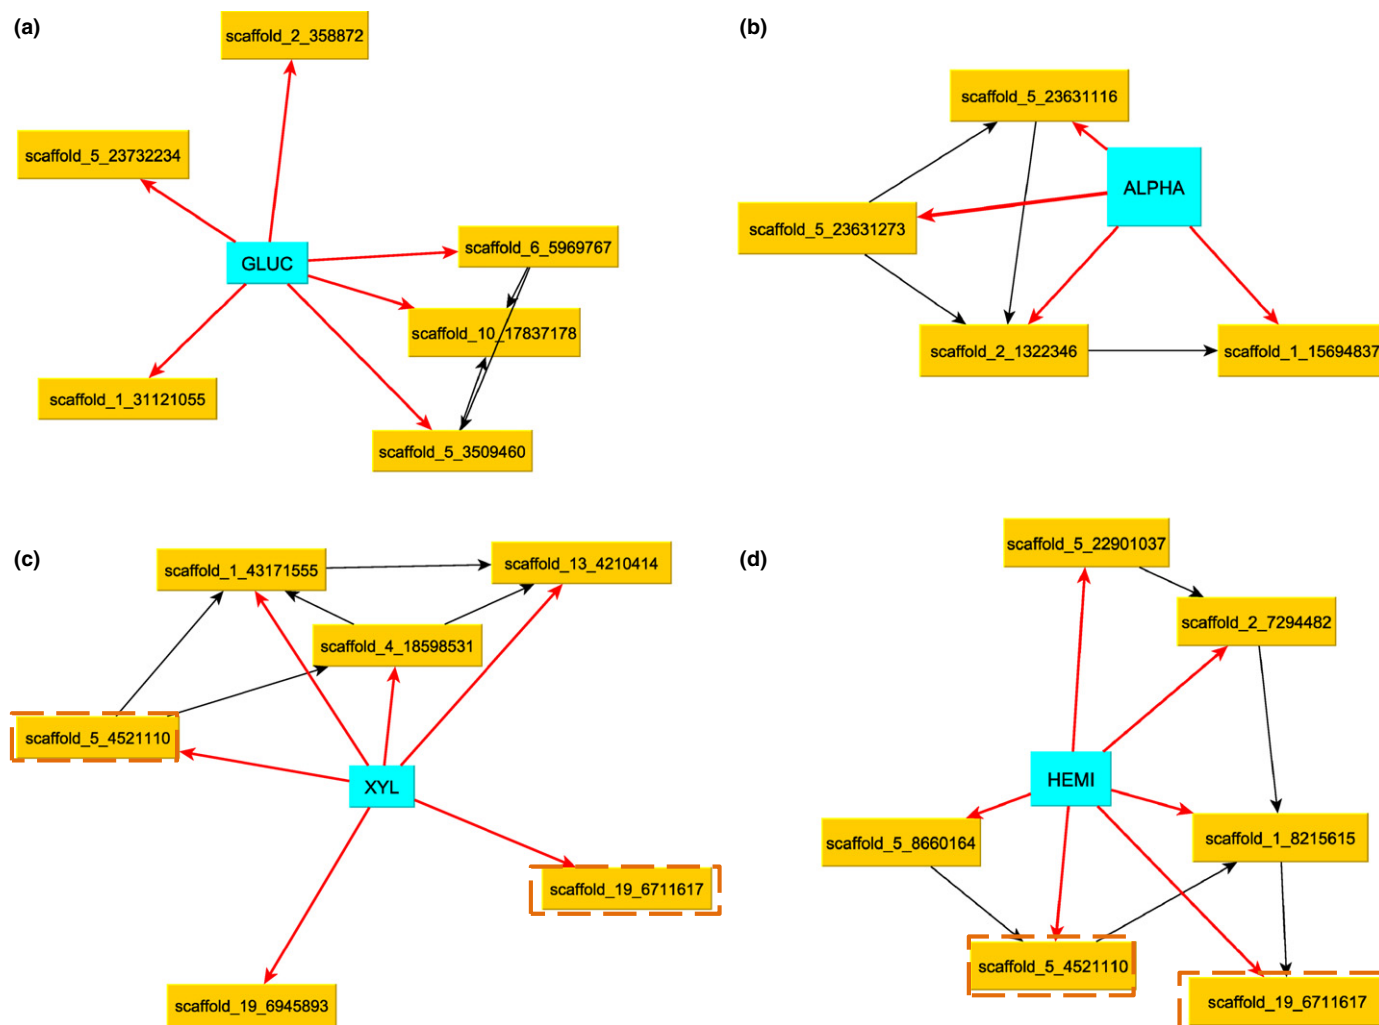 (a)
scaffold_2_358872
scaffold_5_23732234
GLUC
scaffold_6_5969767
scaffold_10_17837178
scaffold_1_31121055
scaffold_5_3509460
(b)
scaffold_5_23631116
ALPHA
scaffold_5_23631273
scaffold_2_1322346
scaffold_1_15694837
(c)
scaffold_1_43171555
scaffold_13_4210414
scaffold_4_18598531
scaffold_5_4521110
XYL
scaffold_19_6711617
scaffold_19_6945893
(d)
scaffold_5_22901037
scaffold_2_7294482
HEMI
scaffold_5_8660164
scaffold_1_8215615
scaffold_5_4521110
scaffold_19_6711617